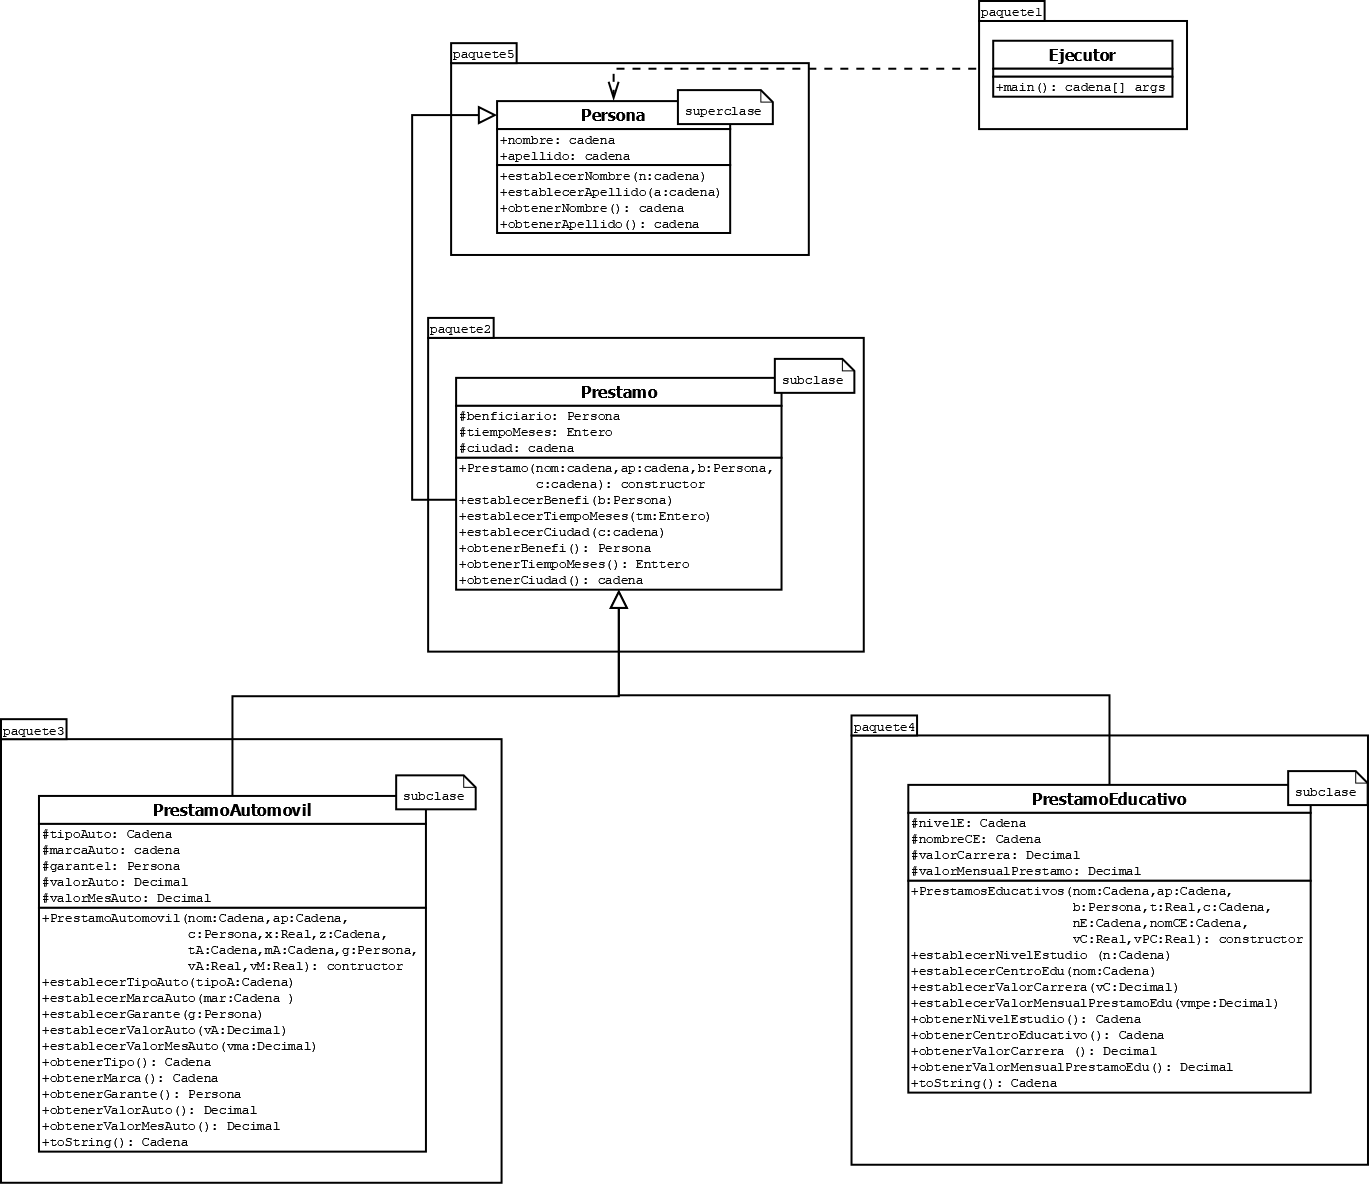 paquete1
Ejecutor
+main(): cadena[] args
paquete5
superclase
Persona
+nombre: cadena
+apellido: cadena
+establecerNombre(n:cadena)
+establecerApellido(a:cadena)
+obtenerNombre(): cadena
+obtenerApellido(): cadena
paquete2
subclase
Prestamo
#benficiario: Persona
#tiempoMeses: Entero
#ciudad: cadena
+Prestamo(nom:cadena,ap:cadena,b:Persona,
c:cadena): constructor
+establecerBenefi(b:Persona)
+establecerTiempoMeses(tm:Entero)
+establecerCiudad(c:cadena)
+obtenerBenefi(): Persona
+obtenerTiempoMeses(): Enttero
+obtenerCiudad(): cadena
paquete3
subclase
PrestamoAutomovil
#tipoAuto: Cadena
#marcaAuto: cadena
#garante1: Persona
#valorAuto: Decimal
#valorMesAuto: Decimal
+PrestamoAutomovil(nom:Cadena,ap:Cadena,
c:Persona,x:Real,z:Cadena,
tA:Cadena,mA:Cadena,g:Persona,
vA:Real,vM:Real): contructor
+establecerTipoAuto(tipoA:Cadena)
+establecerMarcaAuto(mar:Cadena )
+establecerGarante(g:Persona)
+establecerValorAuto(vA:Decimal)
+establecerValorMesAuto(vma:Decimal)
+obtenerTipo(): Cadena
+obtenerMarca(): Cadena
+obtenerGarante(): Persona
+obtenerValorAuto(): Decimal
+obtenerValorMesAuto(): Decimal
+toString(): Cadena
paquete4
subclase
PrestamoEducativo
#nivelE: Cadena
#nombreCE: Cadena
#valorCarrera: Decimal
#valorMensualPrestamo: Decimal
+PrestamosEducativos(nom:Cadena,ap:Cadena,
b:Persona,t:Real,c:Cadena,
nE:Cadena,nomCE:Cadena,
vC:Real,vPC:Real): constructor
+establecerNivelEstudio (n:Cadena)
+establecerCentroEdu(nom:Cadena)
+establecerValorCarrera(vC:Decimal)
+establecerValorMensualPrestamoEdu(vmpe:Decimal)
+obtenerNivelEstudio(): Cadena
+obtenerCentroEducativo(): Cadena
+obtenerValorCarrera (): Decimal
+obtenerValorMensualPrestamoEdu(): Decimal
+toString(): Cadena